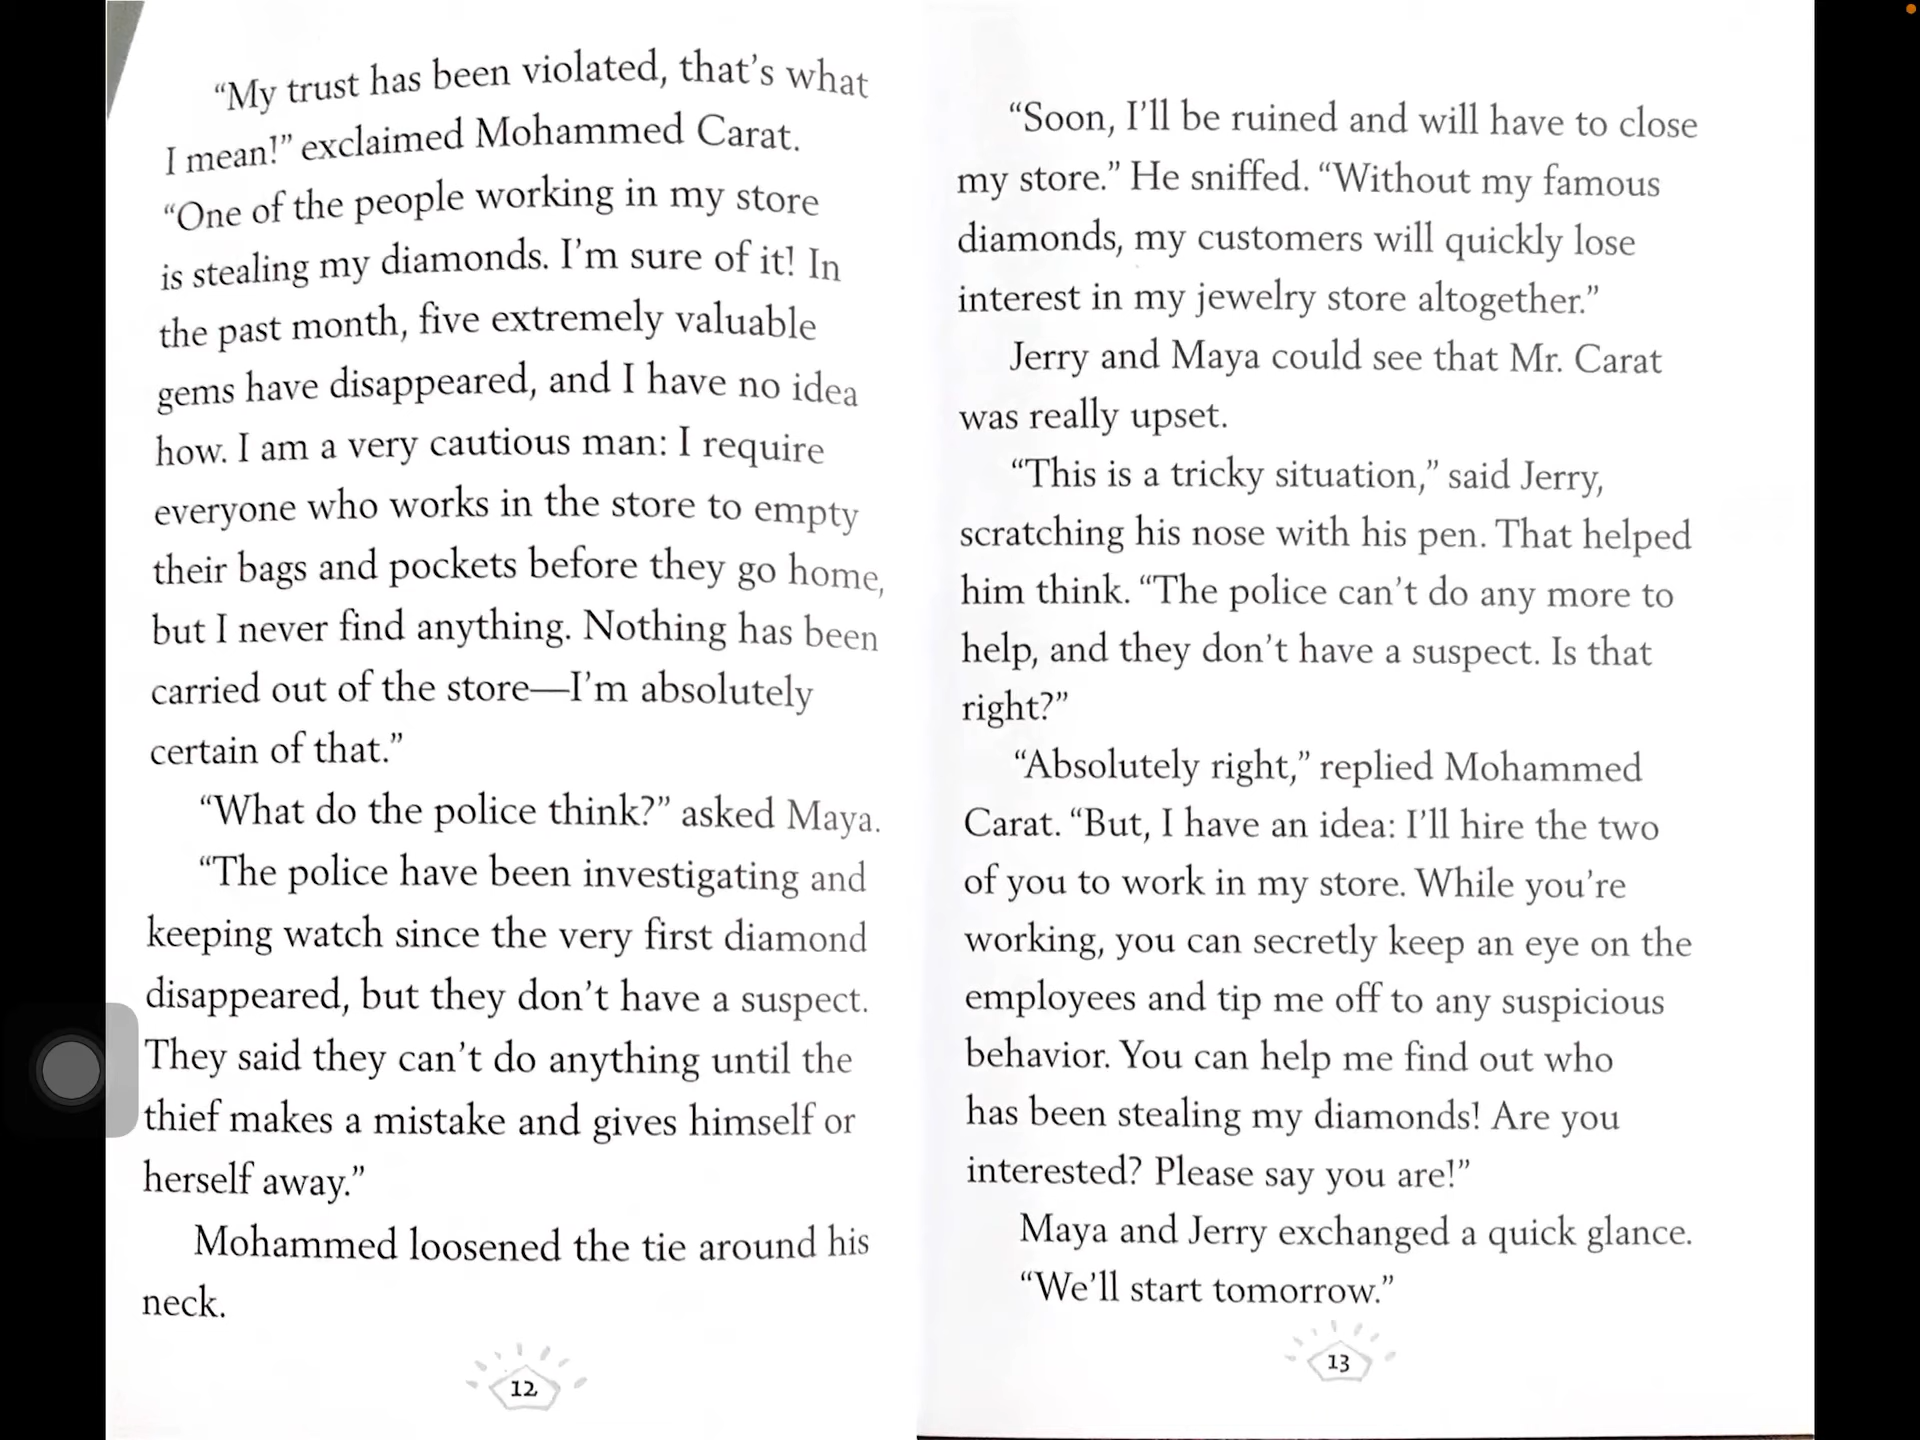 “My trust has been violated, that’s what
I mean!” exclaimed Mohammed Carat.
“One of the people working in my store
is stealing my diamonds. I’m sure of it! In
the past month, five extremely valuable
gems have disappeared, and I have no idea
how. I am a very cautious man: I require
everyone who works in the store to empty
their bags and pockets before they go home,
but I never find anything. Nothing has been
carried out of the store—I’m absolutely
certain of that.”
“What do the police think?” asked Maya.
“The police have been investigating and
keeping watch since the very first diamond
disappeared, but they don’t have a suspect.
They said they can’t do anything until the
thief makes a mistake and gives himself or
herself away.”
Mohammed loosened the tie around his
neck.
12
“Soon, I’ll be ruined and will have to close
my store.” He sniffed. “Without my famous
diamonds, my customers will quickly lose
interest in my jewelry store altogether.”
Jerry and Maya could see that Mr. Carat
was really upset.
“This is a tricky situation,” said Jerry,
scratching his nose with his pen. That helped
him think. “The police can’t do any more to
help, and they don’t have a suspect. Is that
right?”
“Absolutely right,” replied Mohammed
Carat. “But, I have an idea: I’ll hire the two
of you to work in my store. While you’re
working, you can secretly keep an eye on the
employees and tip me off to any suspicious
behavior. You can help me find out who
has been stealing my diamonds! Are you
interested? Please say you are!”
Maya and Jerry exchanged a quick glance.
“We’ll start tomorrow.”
13